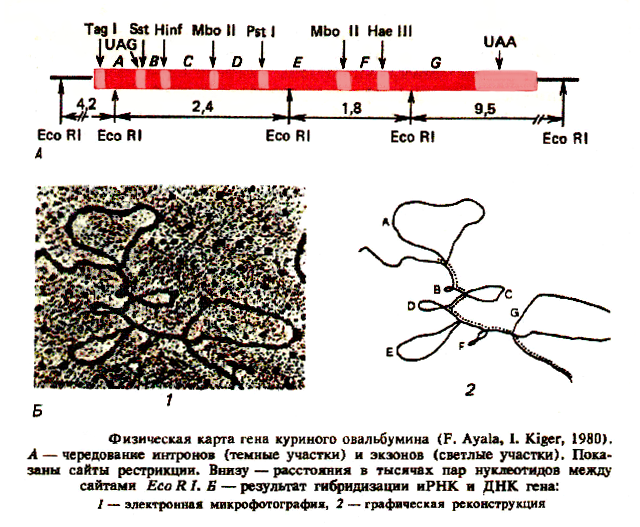 Tag I Sst Hinf Mbo II Pst I Mbo II Hae III
UAG UAA
A B C D E F G
4,2 2,4 1,8 9,5
Eco RI Eco RI Eco RI Eco RI Eco RI
А
A
B
C
D
G
E
F
Б
1
2
Физическая карта гена куриного овальбумина (F. Ayala, I. Kiger, 1980).
А — чередование интронов (темные участки) и экзонов (светлые участки). Пока-
заны сайты рестрикции. Внизу — расстояния в тысячах пар нуклеотидов между
сайтами Eco R I. Б — результат гибридизации иРНК и ДНК гена:
1 — электронная микрофотография, 2 — графическая реконструкция